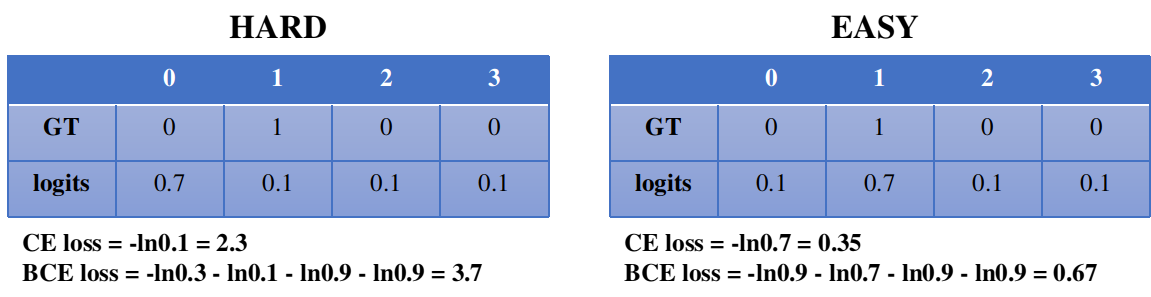 HARD
0 1 2 3
GT 0 1 0 0
logits 0.7 0.1 0.1 0.1
CE loss = -ln0.1 = 2.3
BCE loss = -ln0.3 - ln0.1 - ln0.9 - ln0.9 = 3.7
EASY
0 1 2 3
GT 0 1 0 0
logits 0.1 0.7 0.1 0.1
CE loss = -ln0.7 = 0.35
BCE loss = -ln0.9 - ln0.7 - ln0.9 - ln0.9 = 0.67